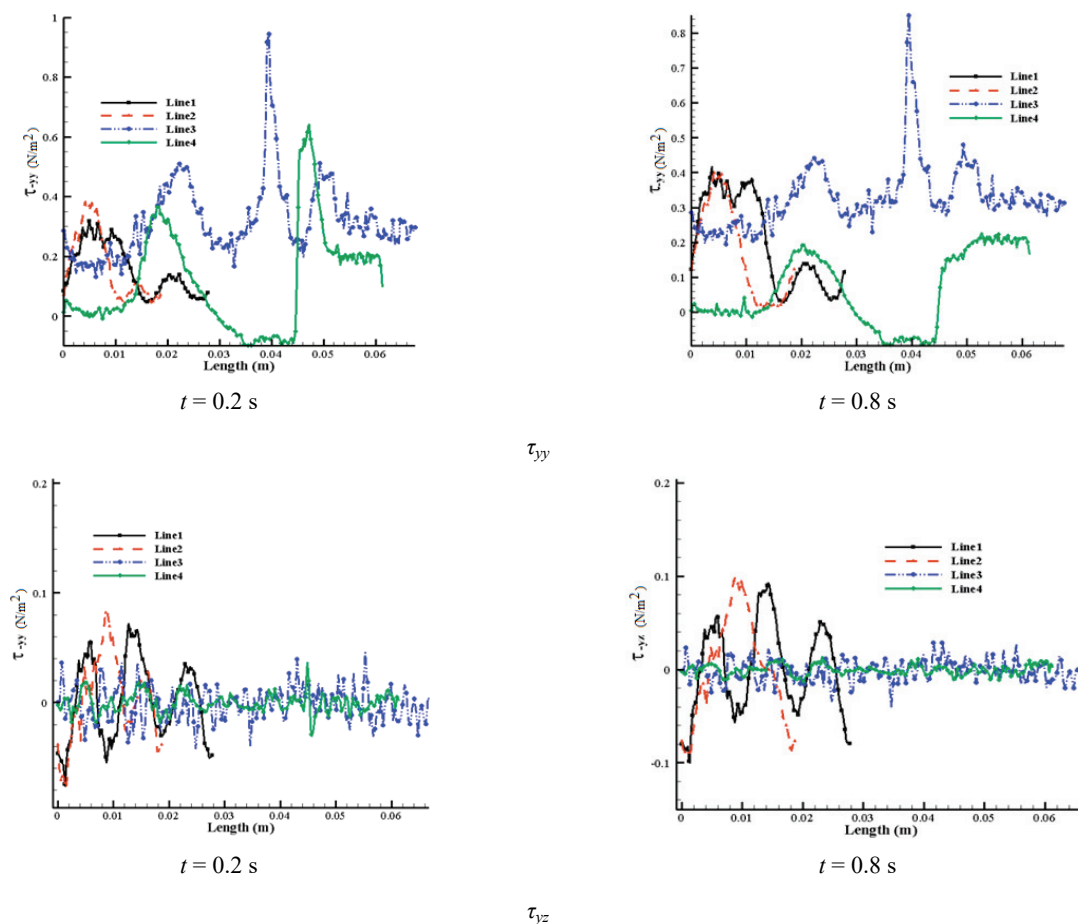 1
0.8
0.6
0.4
0.2
0
τ-yy (N/m²)
Line1
Line2
Line3
Line4
0 0.01 0.02 0.03 0.04 0.05 0.06
Length (m)
t = 0.2 s
0.8
0.7
0.6
0.5
0.4
0.3
0.2
0.1
0
τ-yy (N/m²)
Line1
Line2
Line3
Line4
0 0.01 0.02 0.03 0.04 0.05 0.06
Length (m)
t = 0.8 s
τyy
0.2
0.1
0
τ-yy (N/m²)
Line1
Line2
Line3
Line4
0 0.01 0.02 0.03 0.04 0.05 0.06
Length (m)
t = 0.2 s
0.2
0.1
0
-0.1
τ-yz (N/m²)
Line1
Line2
Line3
Line4
0 0.01 0.02 0.03 0.04 0.05 0.06
Length (m)
t = 0.8 s
τyz